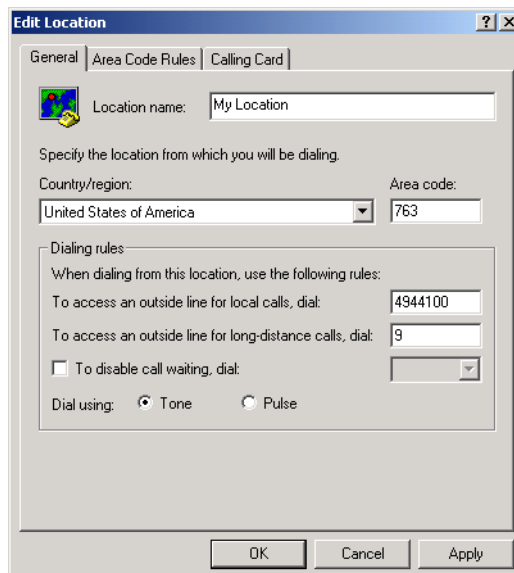 Edit Location
General Area Code Rules Calling Card
Location name: My Location
Specify the location from which you will be dialing.
Country/region: Area code:
United States of America 763
Dialing rules
When dialing from this location, use the following rules:
To access an outside line for local calls, dial: 4944100
To access an outside line for long-distance calls, dial: 9
To disable call waiting, dial:
Dial using: Tone Pulse
OK Cancel Apply